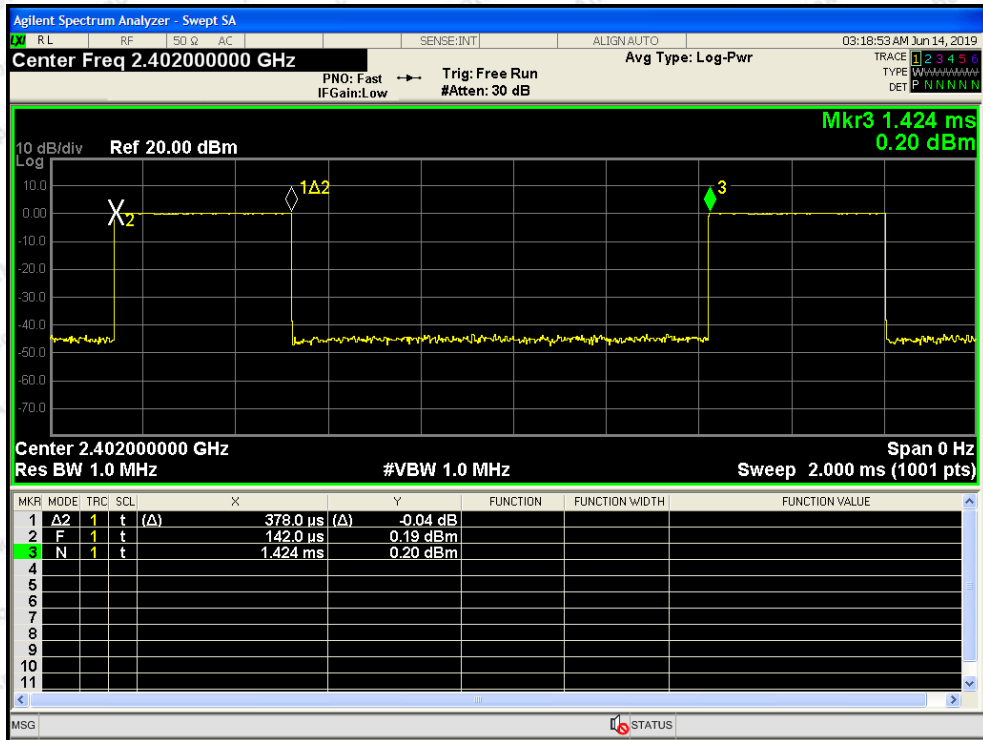 Agilent Spectrum Analyzer - Swept SA
LXI RL RF 50 Ω AC SENSE:INT ALIGN AUTO 03:18:53 AM Jun 14, 2019
Center Freq 2.402000000 GHz Avg Type: Log-Pwr TRACE 1 2 3 4 5 6
PNO: Fast Trig: Free Run TYPE WWWWWW
IFGain:Low #Atten: 30 dB DET P N N N N N
Mkr3 1.424 ms
10 dB/div Ref 20.00 dBm 0.20 dBm
Log
10.0
1Δ2
3
0.00
2
-10.0
-20.0
-30.0
-40.0
-50.0
-60.0
-70.0
Center 2.402000000 GHz Span 0 Hz
Res BW 1.0 MHz #VBW 1.0 MHz Sweep 2.000 ms (1001 pts)
MKR MODE TRC SCL X Y FUNCTION FUNCTION WIDTH FUNCTION VALUE
1 Δ2 1 t (Δ) 378.0 µs (Δ) -0.04 dB
2 F 1 t 142.0 µs 0.19 dBm
3 N 1 t 1.424 ms 0.20 dBm
4
5
6
7
8
9
10
11
MSG STATUS